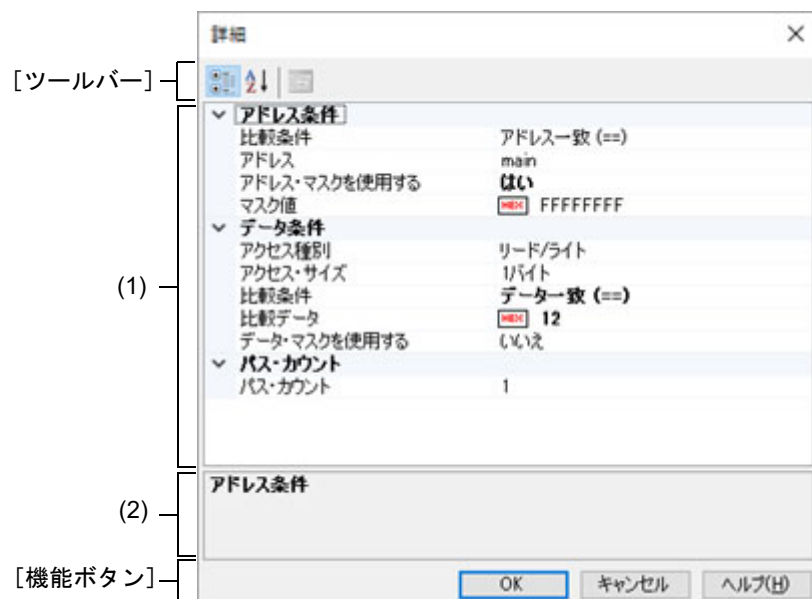 詳細
[ツールバー]
(1)
アドレス条件
比較条件 アドレス一致 (==)
アドレス main
アドレス・マスクを使用する はい
マスク値 HEX FFFFFFFF
データ条件
アクセス種別 リード/ライト
アクセス・サイズ 1バイト
比較条件 データ一致 (==)
比較データ HEX 12
データ・マスクを使用する いいえ
パス・カウント
パス・カウント 1
(2)
アドレス条件
[機能ボタン]
OK キャンセル ヘルプ(H)